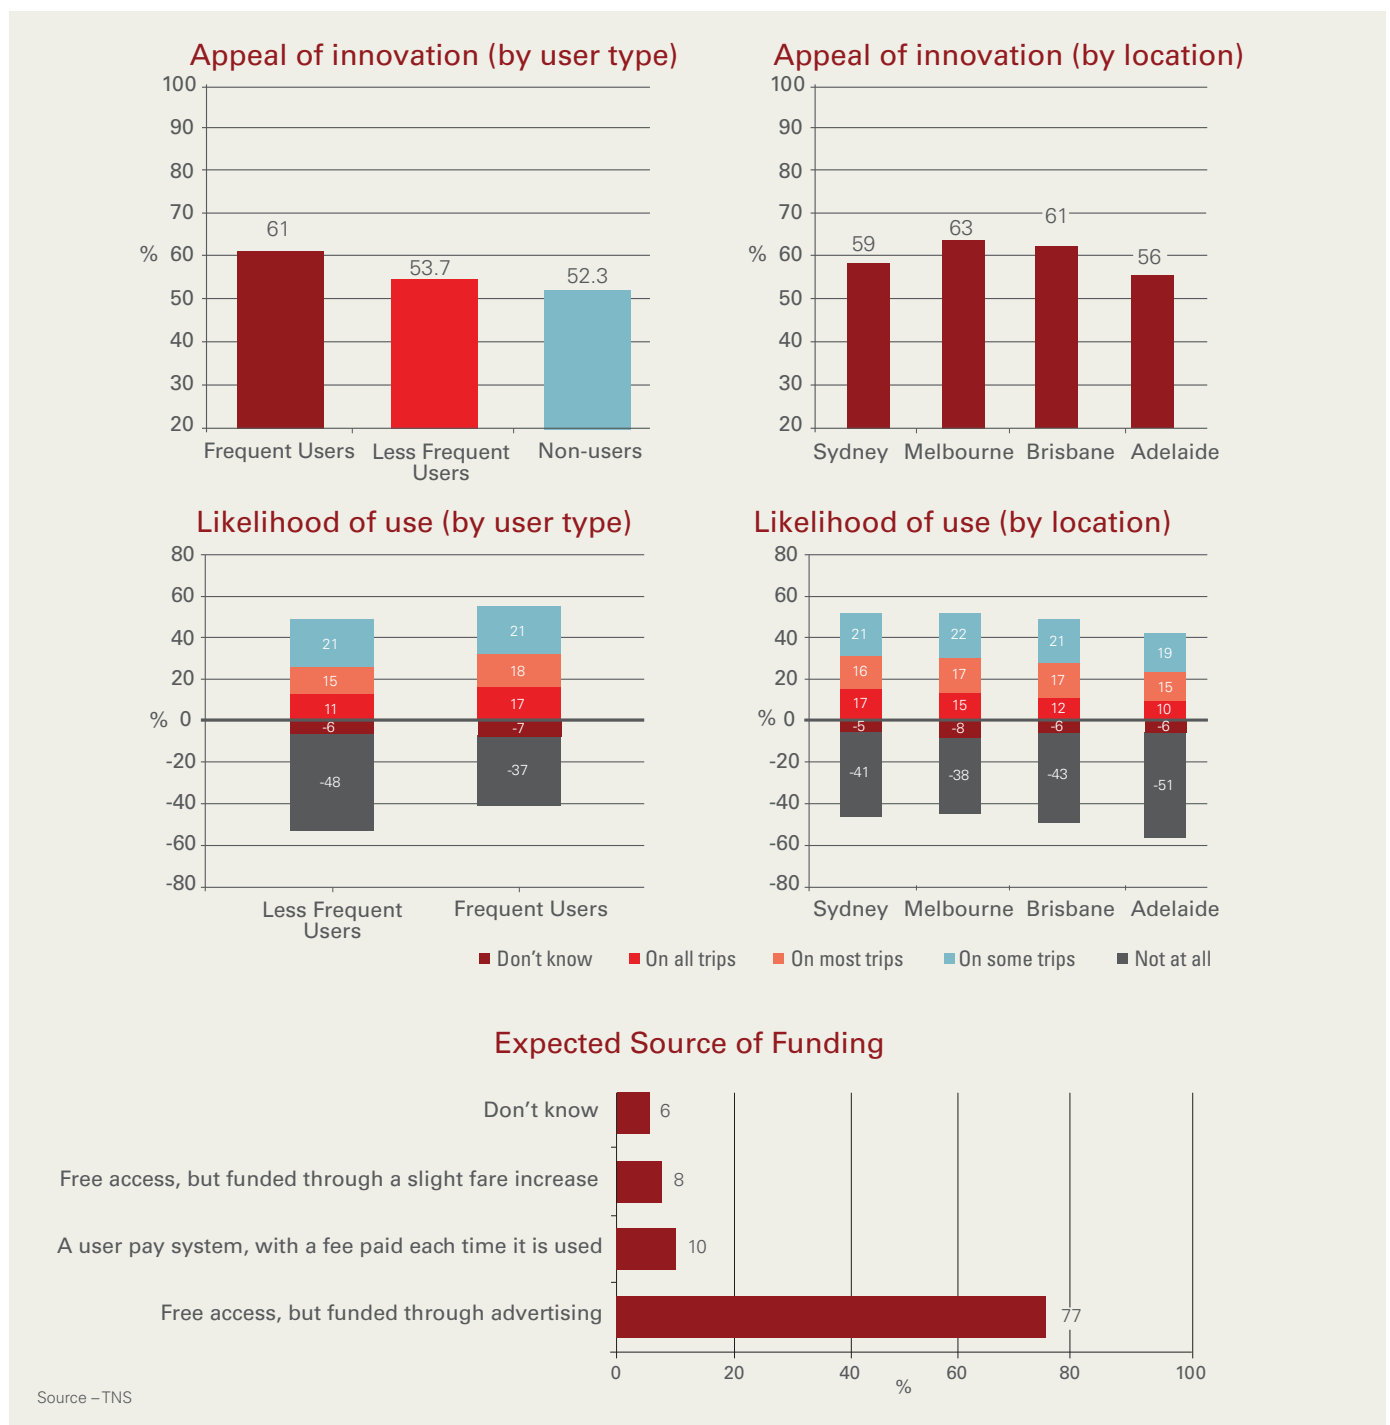 Appeal of innovation (by user type)
100
90
80
70
% 60
50
40
30
20
61
53.7
52.3
Frequent Users
Less Frequent
Users
Non-users
Appeal of innovation (by location)
100
90
80
70
% 60
50
40
30
20
59
63
61
56
Sydney
Melbourne
Brisbane
Adelaide
Likelihood of use (by user type)
80
60
40
20
% 0
-20
-40
-60
-80
21
15
11
-6
-48
21
18
17
-7
-37
Less Frequent
Users
Frequent Users
Likelihood of use (by location)
80
60
40
20
% 0
-20
-40
-60
-80
21
16
17
-5
-41
22
17
15
-8
-38
21
17
12
-6
-43
19
15
10
-6
-51
Sydney
Melbourne
Brisbane
Adelaide
Don't know
On all trips
On most trips
On some trips
Not at all
Expected Source of Funding
Don't know
6
Free access, but funded through a slight fare increase
8
A user pay system, with a fee paid each time it is used
10
Free access, but funded through advertising
77
0
20
40
60
80
100
%
Source – TNS